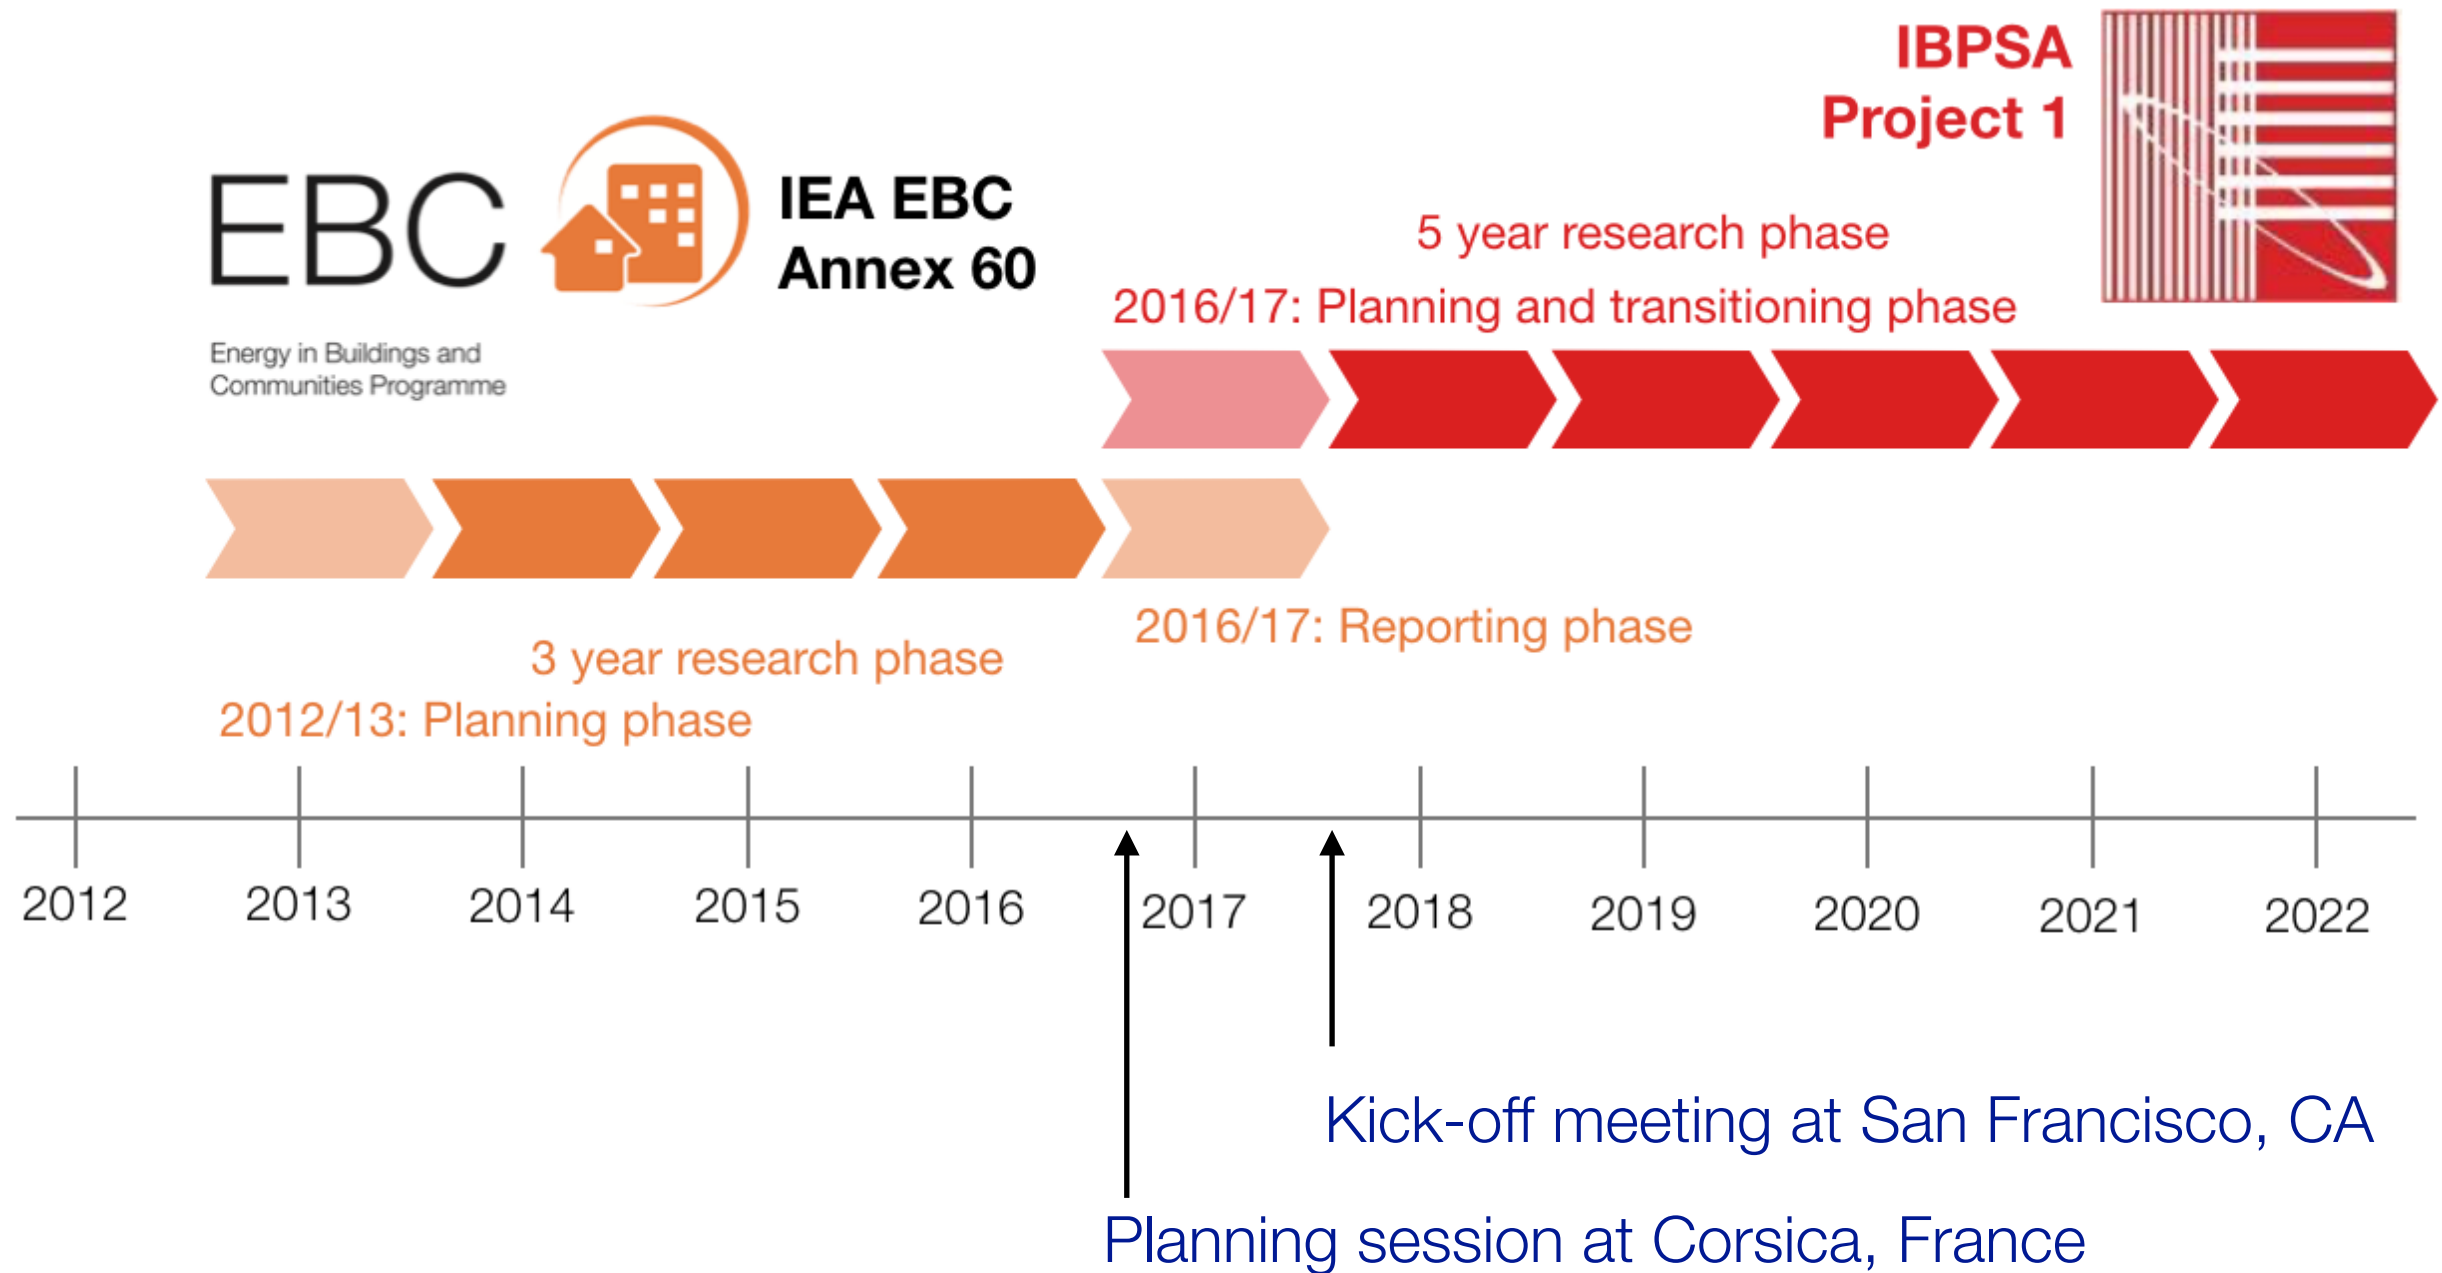 IBPSA
Project 1
EBC
IEA EBC
Annex 60
Energy in Buildings and
Communities Programme
5 year research phase
2016/17: Planning and transitioning phase
2016/17: Reporting phase
3 year research phase
2012/13: Planning phase
2012 2013 2014 2015 2016 2017 2018 2019 2020 2021 2022
Kick-off meeting at San Francisco, CA
Planning session at Corsica, France